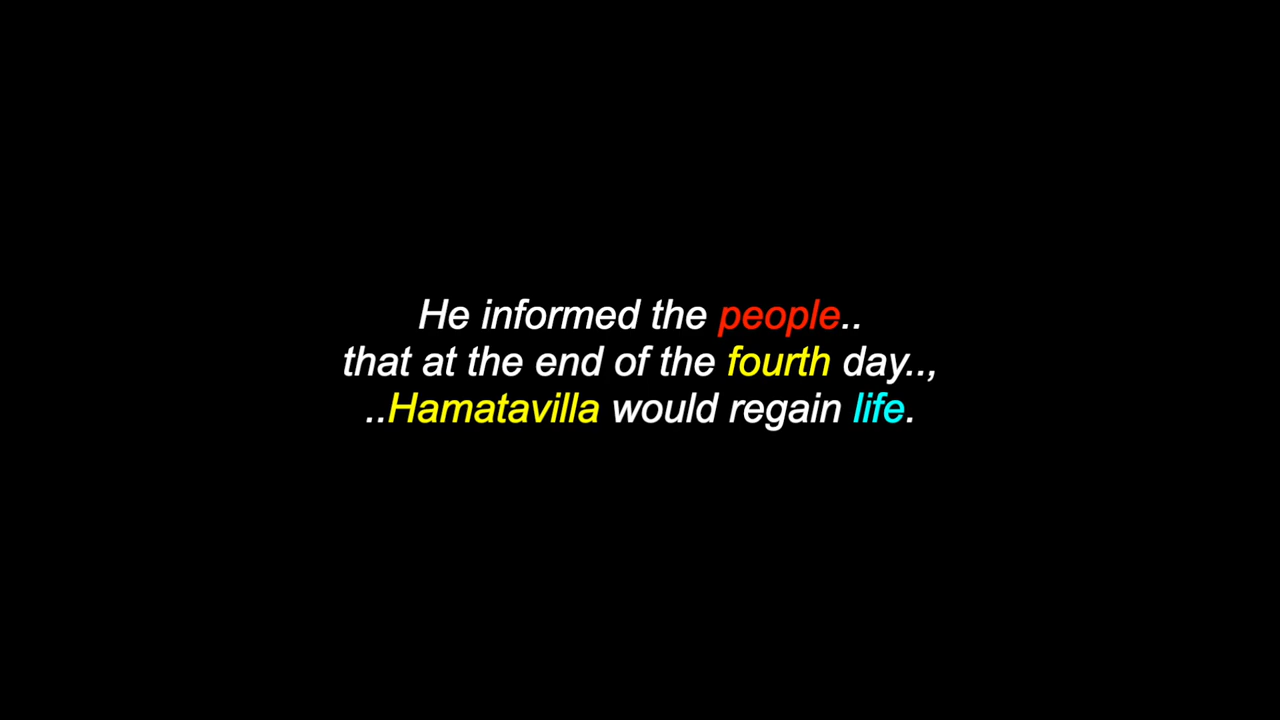 He informed the people..
that at the end of the fourth day..,
..Hamatavilla would regain life.